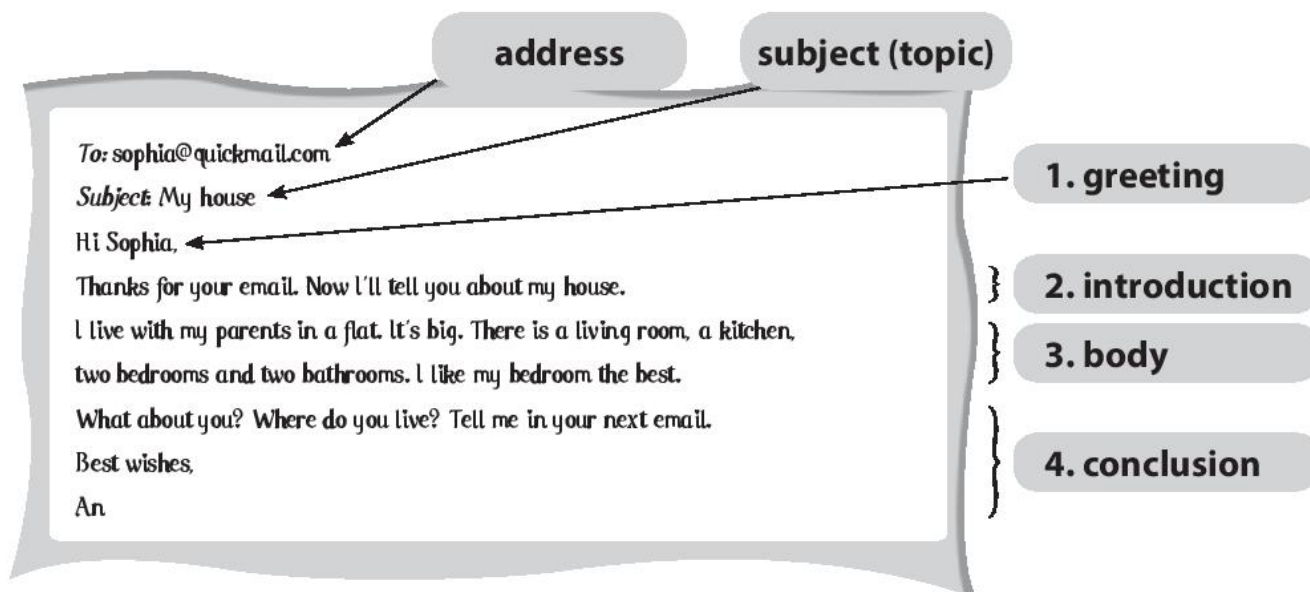 address
subject (topic)
To: sophia@quickmail.com
Subject: My house
1. greeting
Hi Sophia,
Thanks for your email. Now I'll tell you about my house.
2. introduction
I live with my parents in a flat. It's big. There is a living room, a kitchen,
two bedrooms and two bathrooms. I like my bedroom the best.
3. body
What about you? Where do you live? Tell me in your next email.
Best wishes,
An
4. conclusion